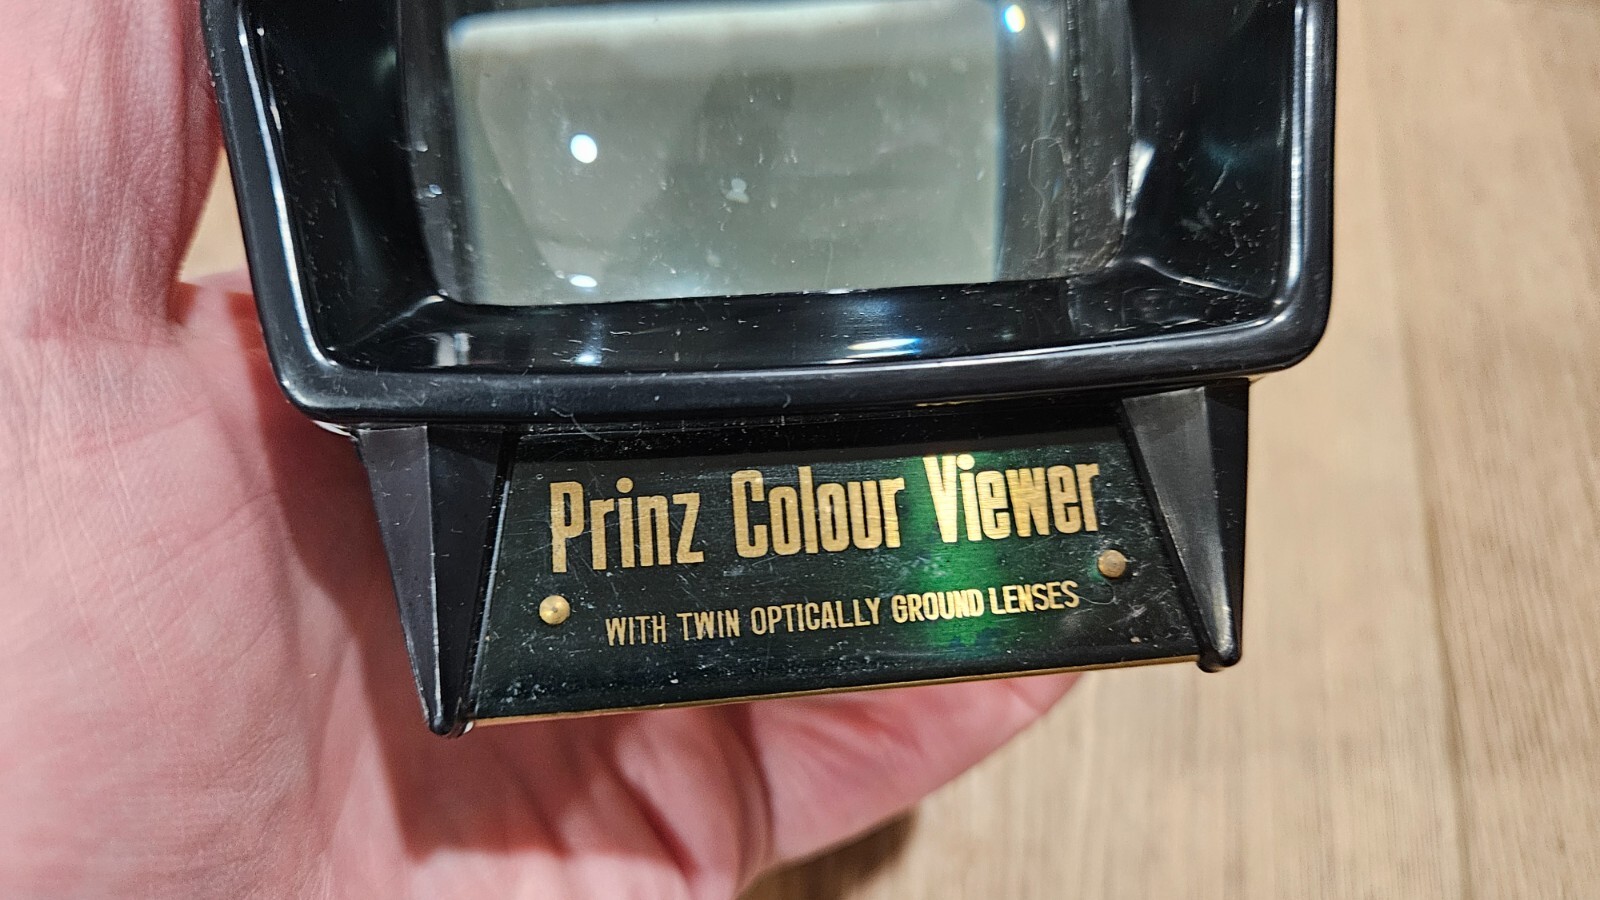 Prinz Colour Viewer
WITH TWIN OPTICALLY GROUND LENSES